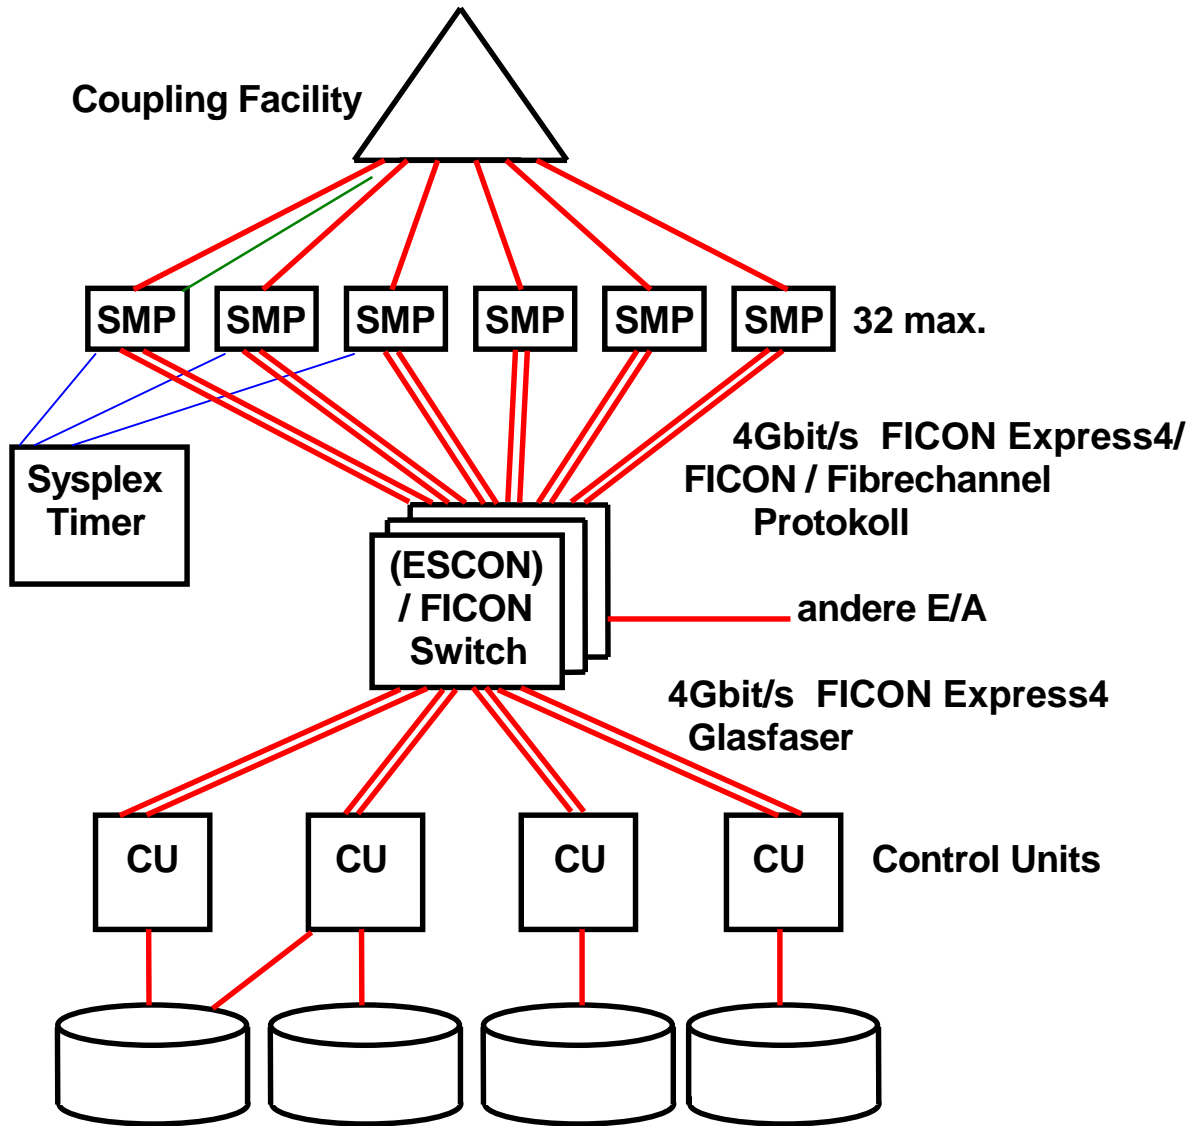 Coupling Facility
SMP SMP SMP SMP SMP SMP 32 max.
Sysplex
Timer
4Gbit/s FICON Express4/
FICON / Fibrechannel
Protokoll
(ESCON)
/ FICON
Switch
andere E/A
4Gbit/s FICON Express4
Glasfaser
CU CU CU CU Control Units